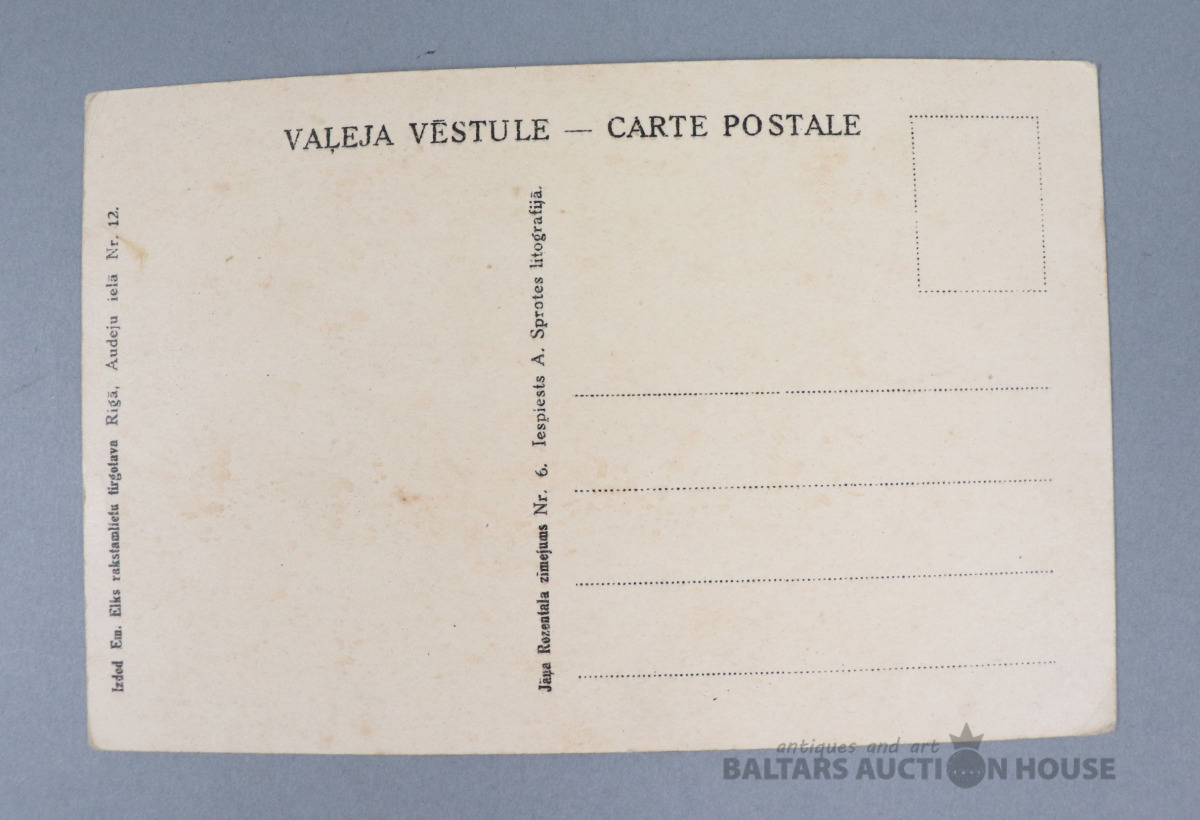 VAĻEJA VĒSTULE — CARTE POSTALE
Izdod Em. Elks rakstamlietu tirgotava Rigā, Audeju ielā Nr. 12.
Jāņa Rozentala zimejums Nr. 6. Iespiests A. Sprotes litografijā.
antiques and art
BALTARS AUCTION HOUSE